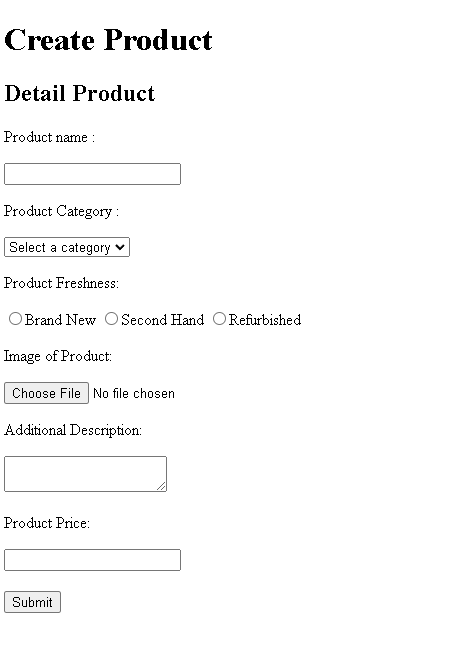 Create Product
Detail Product
Product name :
Product Category :
Select a category
Product Freshness:
Brand New Second Hand Refurbished
Image of Product:
Choose File No file chosen
Additional Description:
Product Price:
Submit